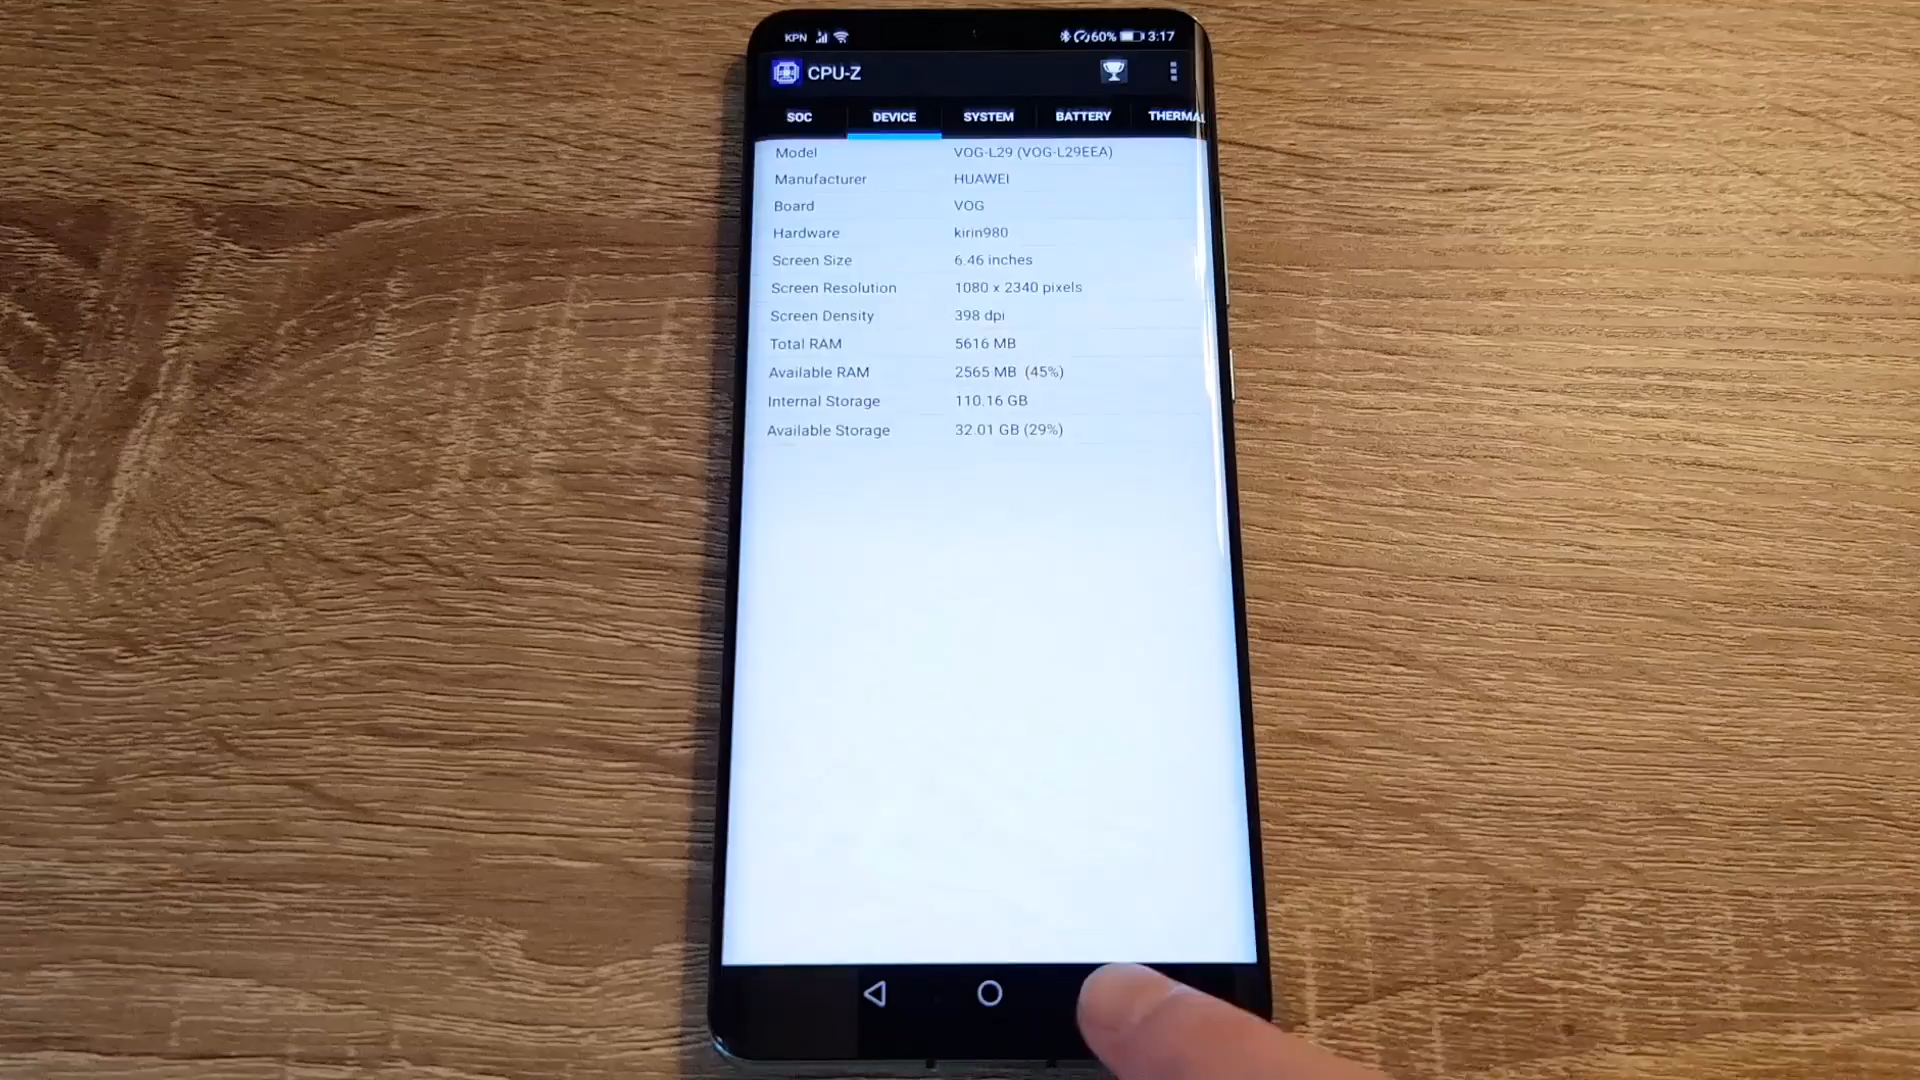 KPN 60% 3:17
CPU-Z
SOC DEVICE SYSTEM BATTERY THERMAL
Model VOG-L29 (VOG-L29EEA)
Manufacturer HUAWEI
Board VOG
Hardware kirin980
Screen Size 6.46 inches
Screen Resolution 1080 x 2340 pixels
Screen Density 398 dpi
Total RAM 5616 MB
Available RAM 2565 MB (45%)
Internal Storage 110.16 GB
Available Storage 32.01 GB (29%)